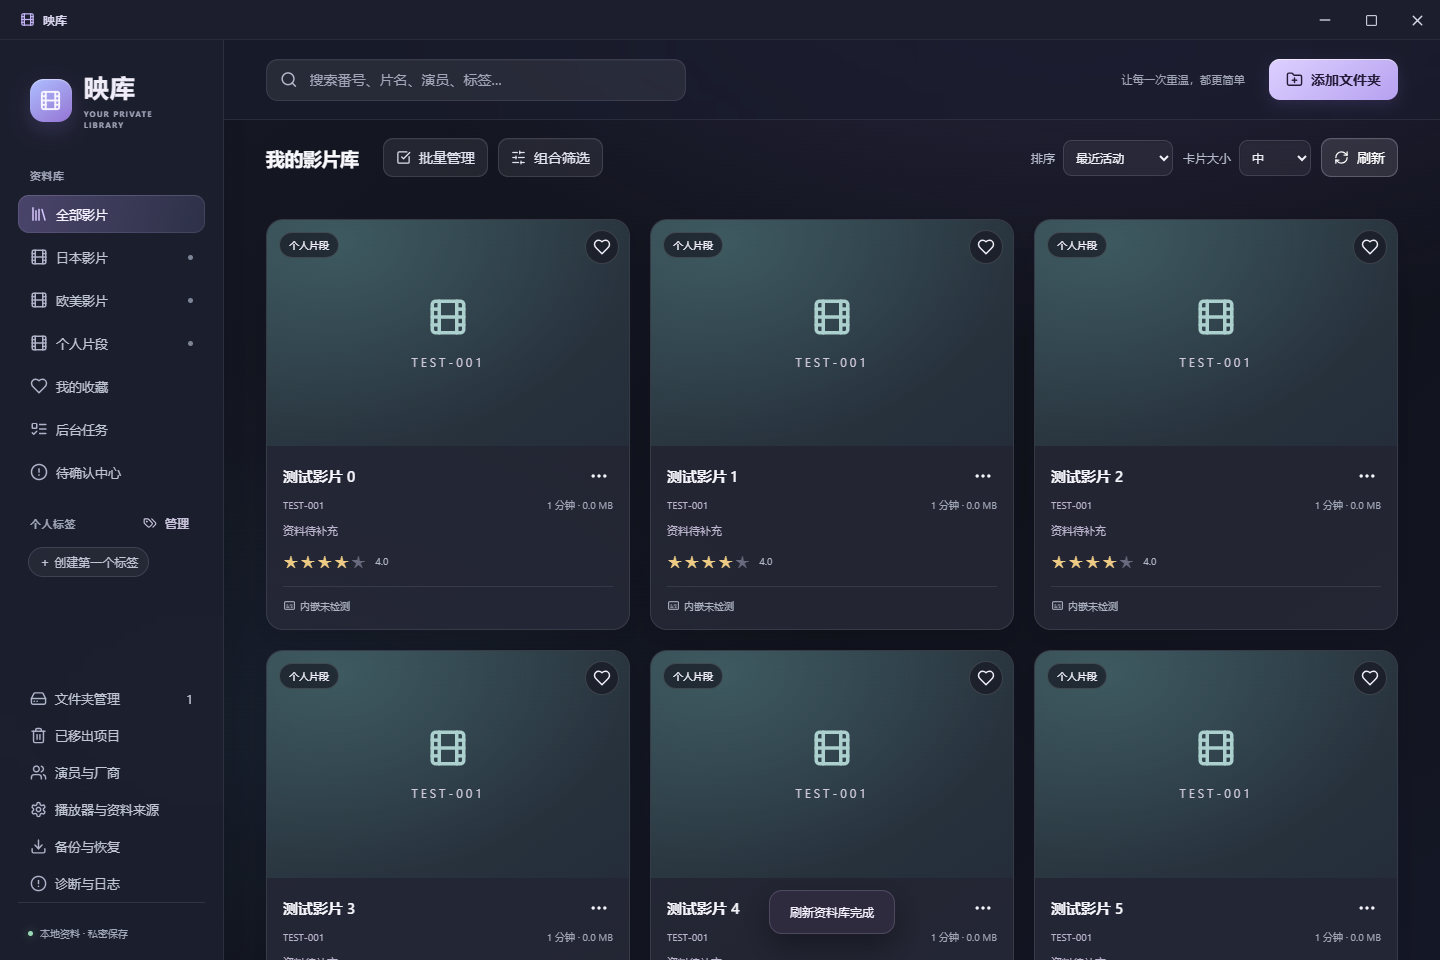 映库
映库
YOUR PRIVATE
LIBRARY
资料库
全部影片
日本影片
欧美影片
个人片段
我的收藏
后台任务
待确认中心
个人标签 管理
+ 创建第一个标签
文件夹管理 1
已移出项目
演员与厂商
播放器与资料来源
备份与恢复
诊断与日志
本地资料 · 私密保存
搜索番号、片名、演员、标签...
让每一次重温，都更简单
添加文件夹
我的影片库 批量管理 组合筛选 排序 最近活动 卡片大小 中 刷新
个人片段
TEST-001
测试影片 0
TEST-001 1 分钟 · 0.0 MB
资料待补充
★★★★★ 4.0
内嵌未检测
个人片段
TEST-001
测试影片 1
TEST-001 1 分钟 · 0.0 MB
资料待补充
★★★★★ 4.0
内嵌未检测
个人片段
TEST-001
测试影片 2
TEST-001 1 分钟 · 0.0 MB
资料待补充
★★★★★ 4.0
内嵌未检测
个人片段
TEST-001
测试影片 3
TEST-001 1 分钟 · 0.0 MB
资料待补充
个人片段
TEST-001
测试影片 4
TEST-001 1 分钟 · 0.0 MB
资料待补充
个人片段
TEST-001
测试影片 5
TEST-001 1 分钟 · 0.0 MB
资料待补充
刷新资料库完成